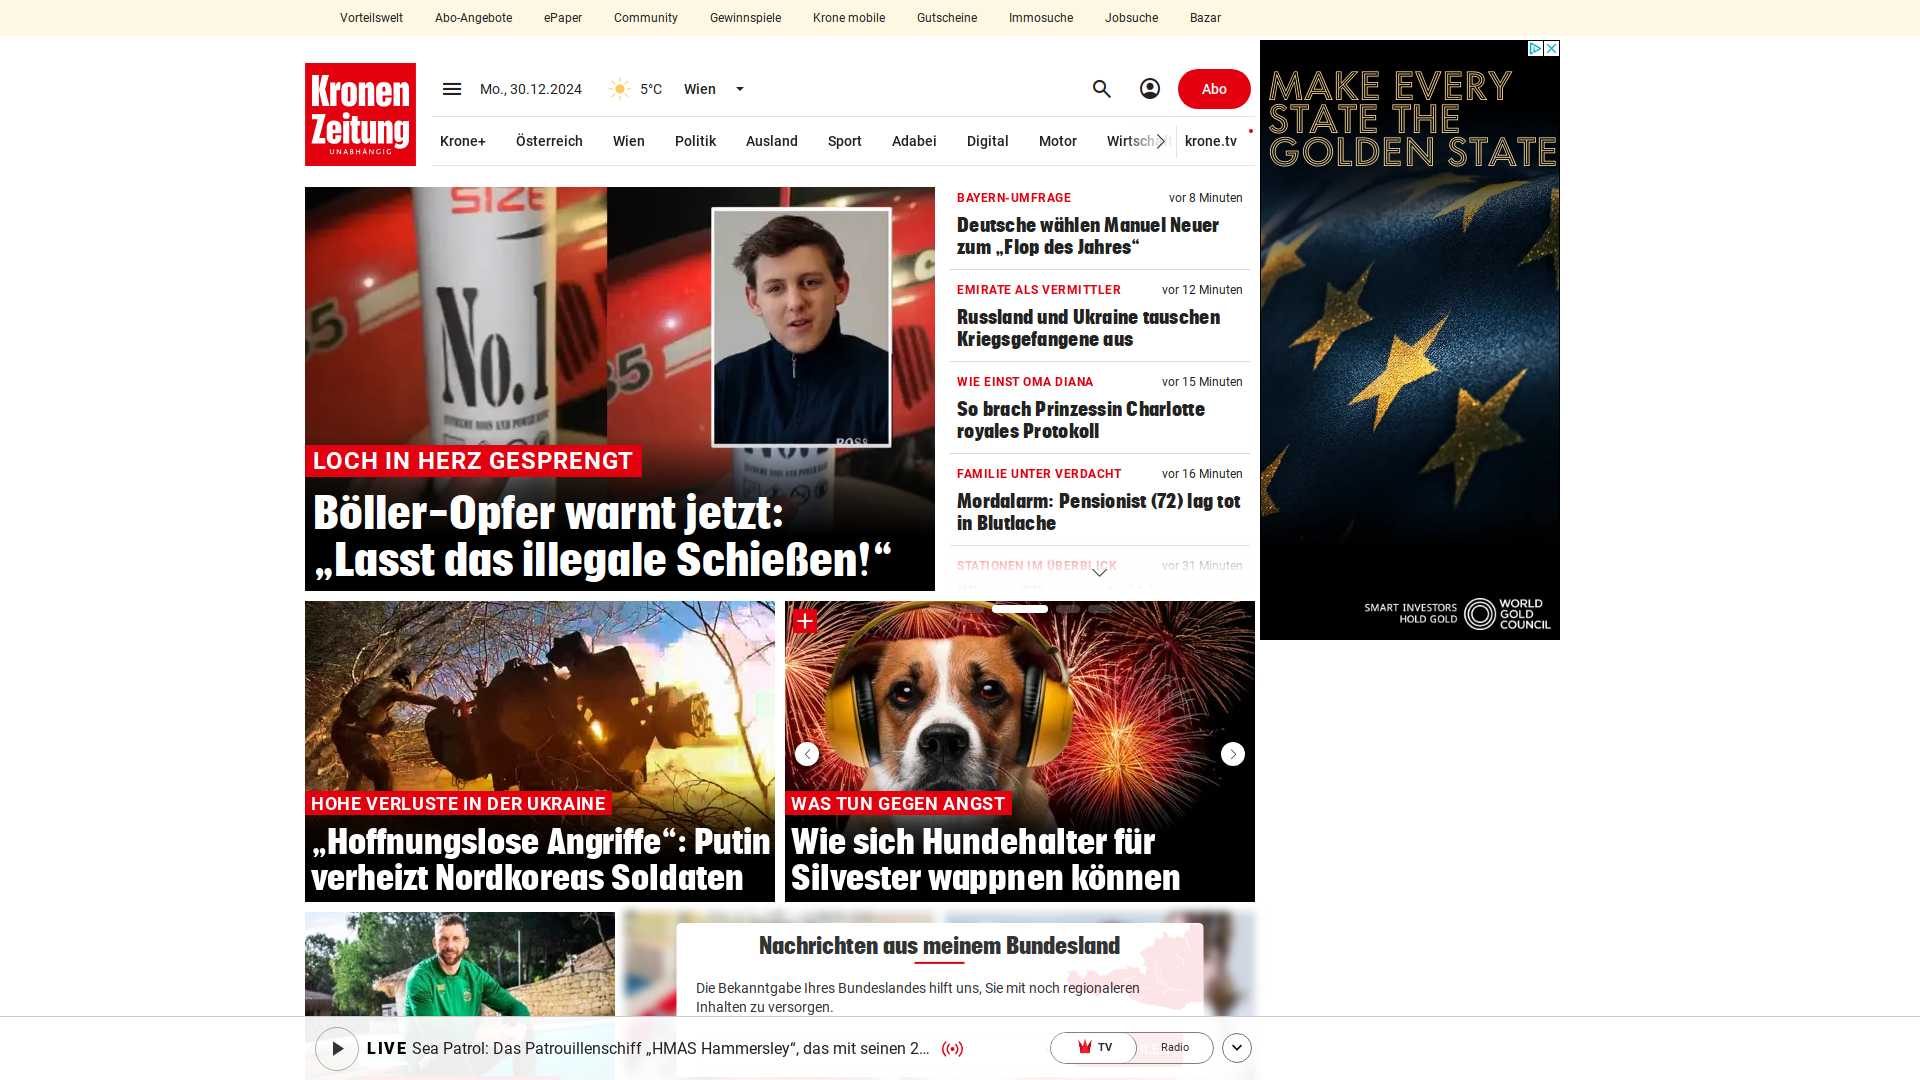 Vorteilswelt Abo-Angebote ePaper Community Gewinnspiele Krone mobile Gutscheine Immosuche Jobsuche Bazar
Kronen
Zeitung
UNABHÄNGIG
Mo., 30.12.2024 5°C Wien
Abo
Krone+ Österreich Wien Politik Ausland Sport Adabei Digital Motor Wirtschaft krone.tv
SIZE
No.1
LOCH IN HERZ GESPRENGT
Böller-Opfer warnt jetzt:
„Lasst das illegale Schießen!“
BAYERN-UMFRAGE vor 8 Minuten
Deutsche wählen Manuel Neuer
zum „Flop des Jahres“
EMIRATE ALS VERMITTLER vor 12 Minuten
Russland und Ukraine tauschen
Kriegsgefangene aus
WIE EINST OMA DIANA vor 15 Minuten
So brach Prinzessin Charlotte
royales Protokoll
FAMILIE UNTER VERDACHT vor 16 Minuten
Mordalarm: Pensionist (72) lag tot
in Blutlache
STATIONEN IM ÜBERBLICK vor 31 Minuten
MAKE EVERY
STATE THE
GOLDEN STATE
SMART INVESTORS
HOLD GOLD
WORLD
GOLD
COUNCIL
HOHE VERLUSTE IN DER UKRAINE
„Hoffnungslose Angriffe“: Putin
verheizt Nordkoreas Soldaten
WAS TUN GEGEN ANGST
Wie sich Hundehalter für
Silvester wappnen können
Nachrichten aus meinem Bundesland
Die Bekanntgabe Ihres Bundeslandes hilft uns, Sie mit noch regionaleren
Inhalten zu versorgen.
LIVE Sea Patrol: Das Patrouillenschiff „HMAS Hammersley“, das mit seinen 2...
TV Radio